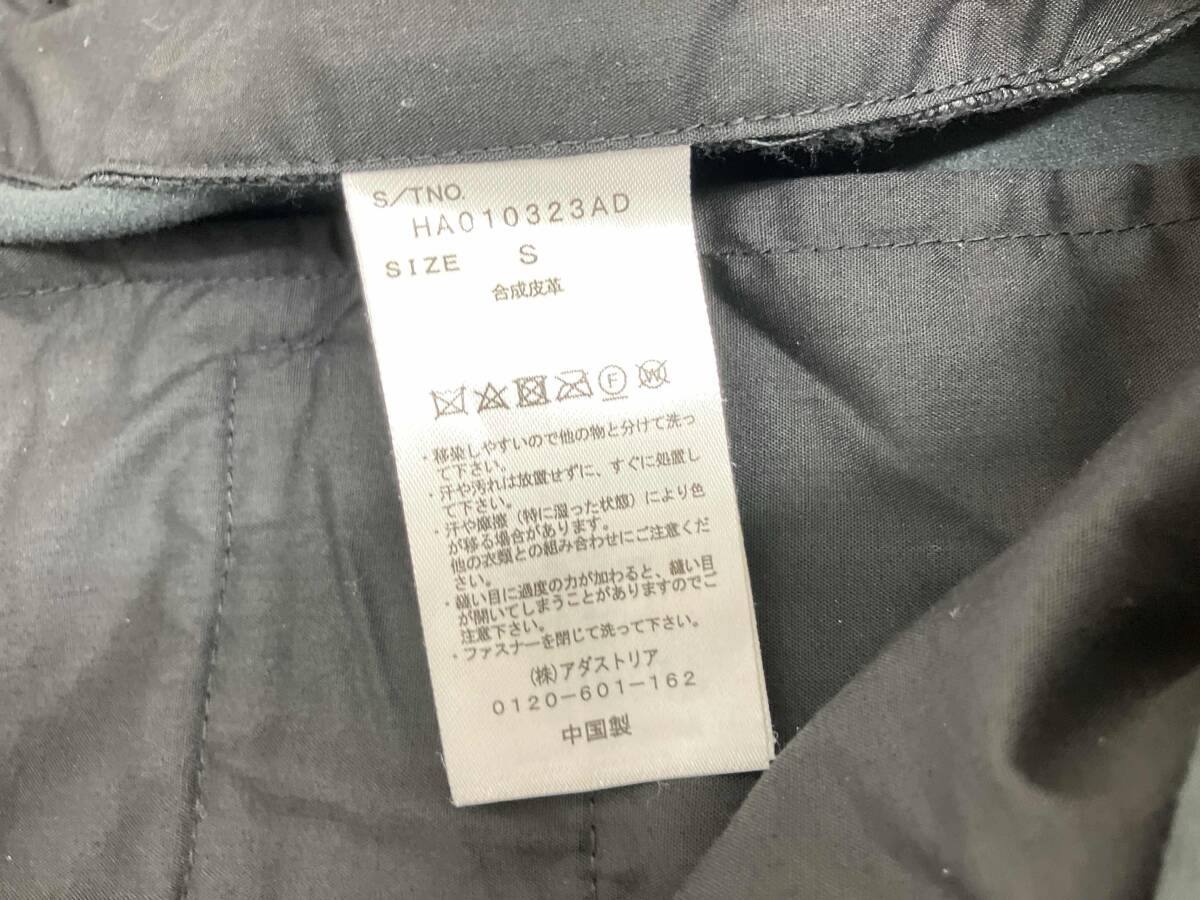 S/TNO.
HA010323AD
SIZE S
合成皮革
F W
・移染しやすいので他の物と分けて洗っ
て下さい。
・汗や汚れは放置せずに、すぐに処置し
て下さい。
・汗や摩擦（特に湿った状態）により色
が移る場合があります。
他の衣類との組み合わせにご注意くだ
さい。
・縫い目に過度の力が加わると、縫い目
が開いてしまうことがありますのでご
注意下さい。
・ファスナーを閉じて洗って下さい。
(株)アダストリア
0120-601-162
中国製